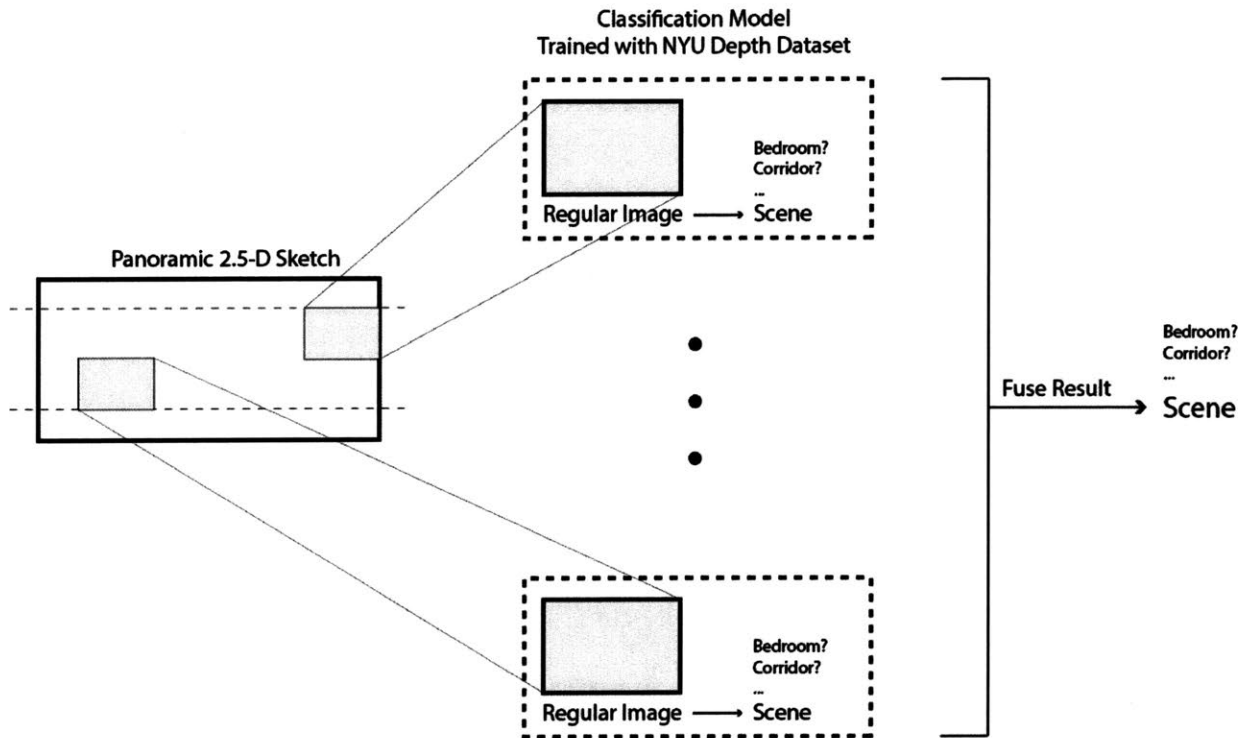 Classification Model
Trained with NYU Depth Dataset
Bedroom?
Corridor?
...
Regular Image
Scene
Panoramic 2.5-D Sketch
Bedroom?
Corridor?
...
Fuse Result
Scene
Bedroom?
Corridor?
...
Regular Image
Scene